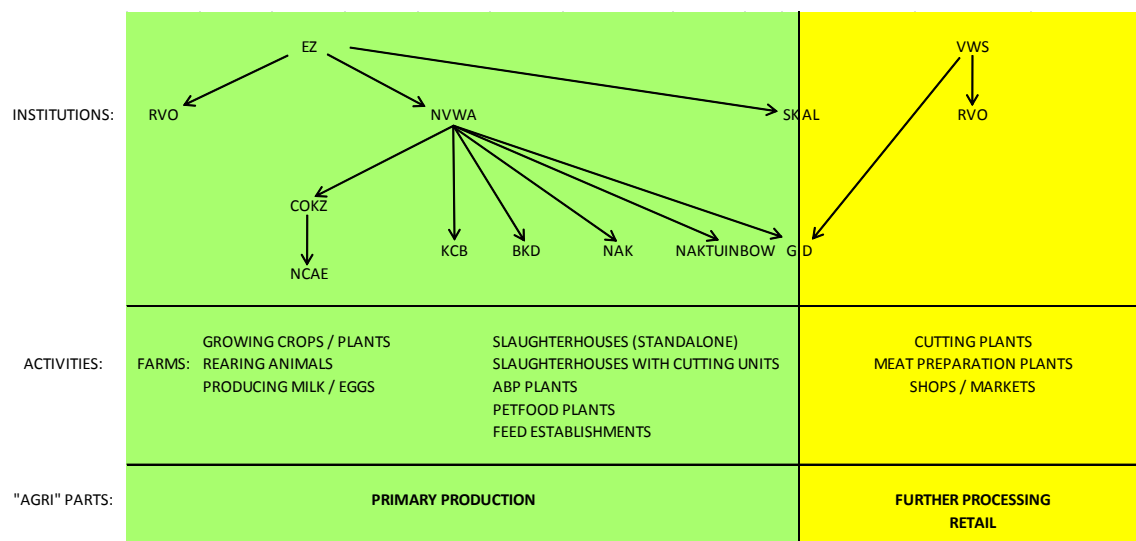 EZ VWS
INSTITUTIONS: RVO NVWA SKAL RVO
COKZ
KCB BKD NAK NAKTUINBOW GD
NCAE
ACTIVITIES: FARMS:
GROWING CROPS / PLANTS
REARING ANIMALS
PRODUCING MILK / EGGS
SLAUGHTERHOUSES (STANDALONE)
SLAUGHTERHOUSES WITH CUTTING UNITS
ABP PLANTS
PETFOOD PLANTS
FEED ESTABLISHMENTS
CUTTING PLANTS
MEAT PREPARATION PLANTS
SHOPS / MARKETS
"AGRI" PARTS: PRIMARY PRODUCTION
FURTHER PROCESSING
RETAIL